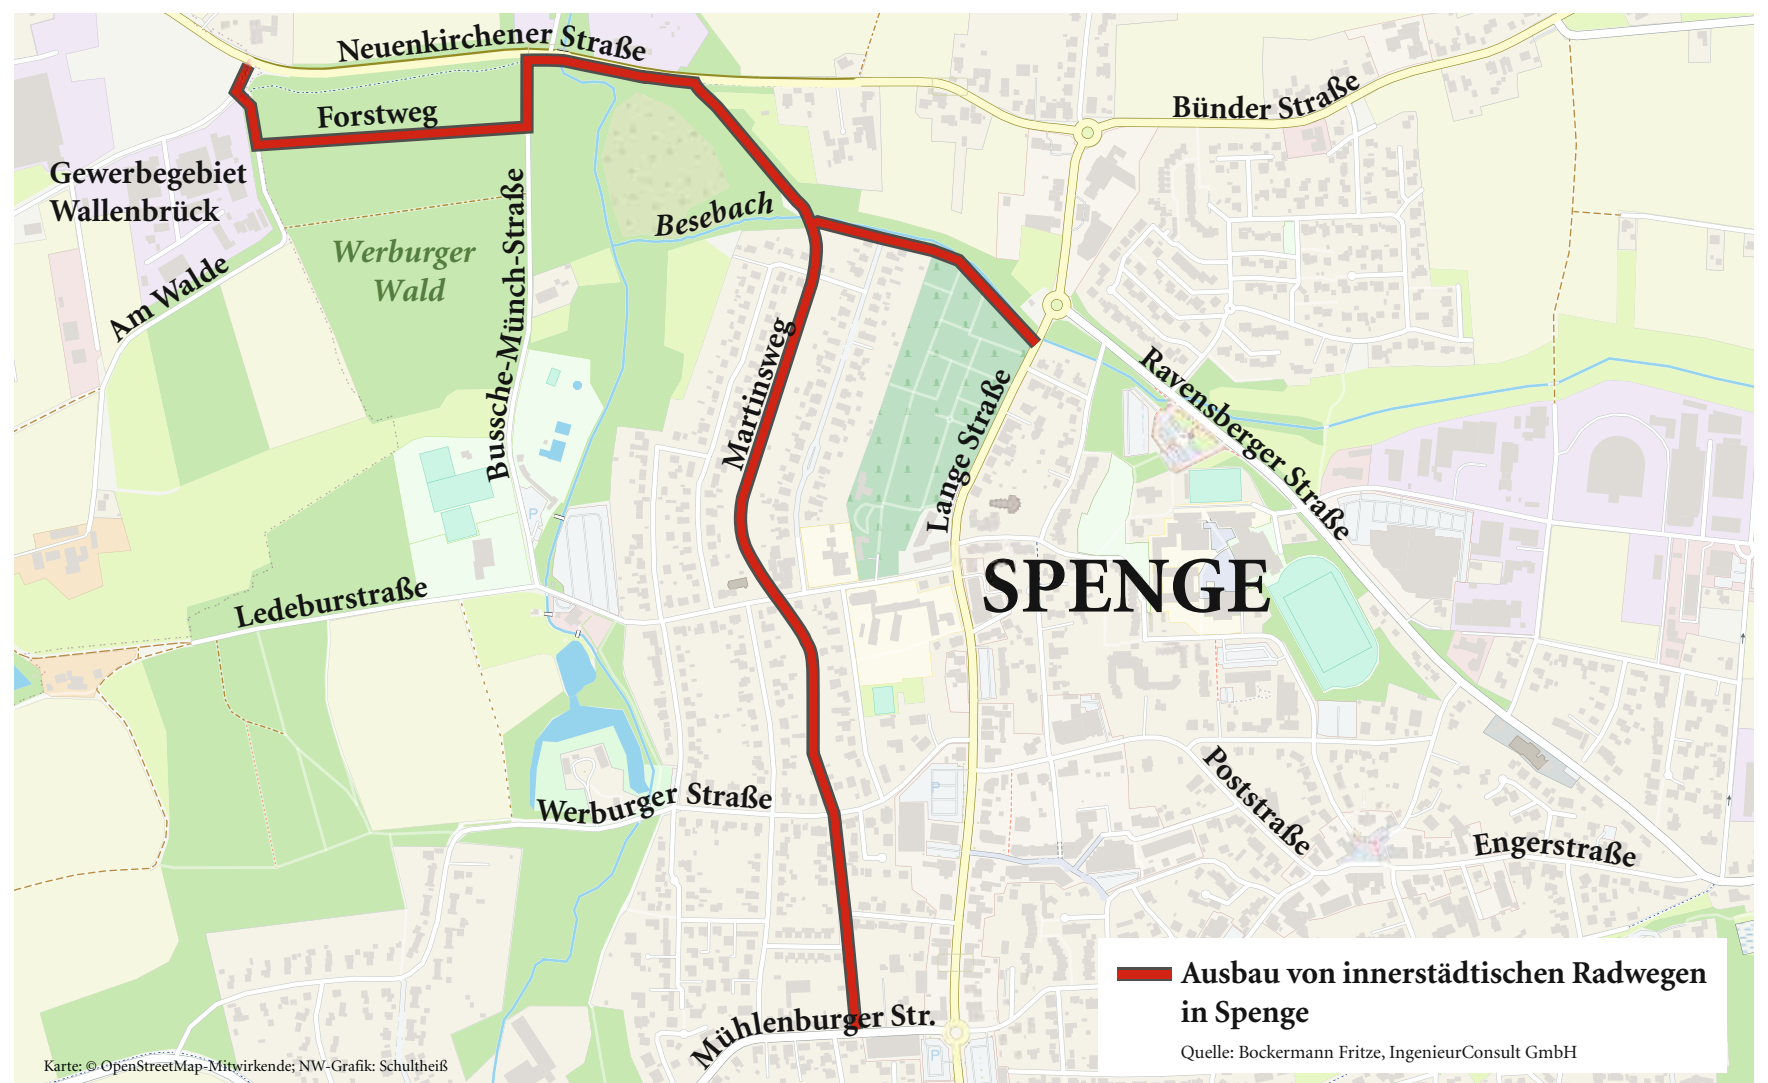 Neuenkirchener Straße
Forstweg
Bünder Straße
Gewerbegebiet
Wallenbrück
Besebach
Werburger
Wald
Am Walde
Bussche-Münch-Straße
Martinsweg
Lange Straße
Ravensberger Straße
P
SPENGE
Ledeburstraße
Werburger Straße
P
Poststraße
Engerstraße
Mühlenburger Str.
P
P
Ausbau von innerstädtischen Radwegen
in Spenge
Quelle: Bockermann Fritze, IngenieurConsult GmbH
Karte: © OpenStreetMap-Mitwirkende; NW-Grafik: Schultheiß